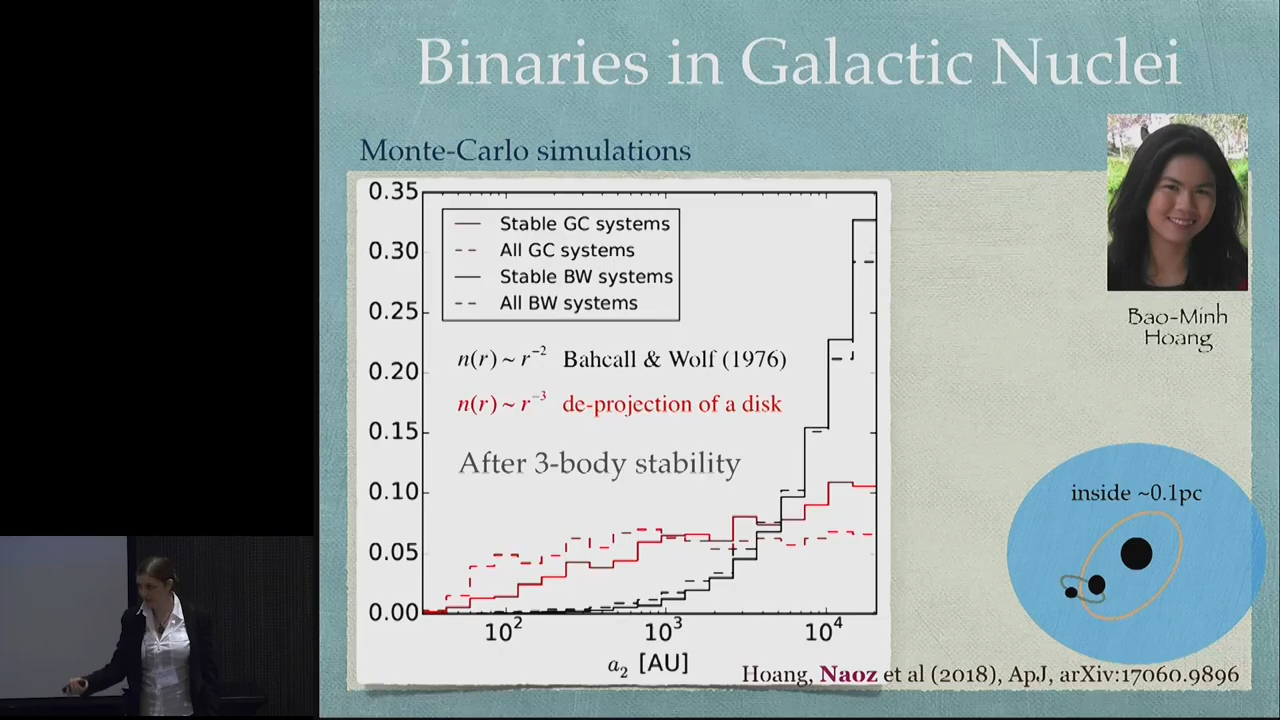 Binaries in Galactic Nuclei
Monte-Carlo simulations
0.35
0.30
0.25
0.20
0.15
0.10
0.05
0.00
Stable GC systems
All GC systems
Stable BW systems
All BW systems
n(r) ~ r⁻² Bahcall & Wolf (1976)
n(r) ~ r⁻³ de-projection of a disk
After 3-body stability
10² 10³ 10⁴
a₂ [AU]
Bao-Minh
Hoang
inside ~0.1pc
Hoang, Naoz et al (2018), ApJ, arXiv:17060.9896